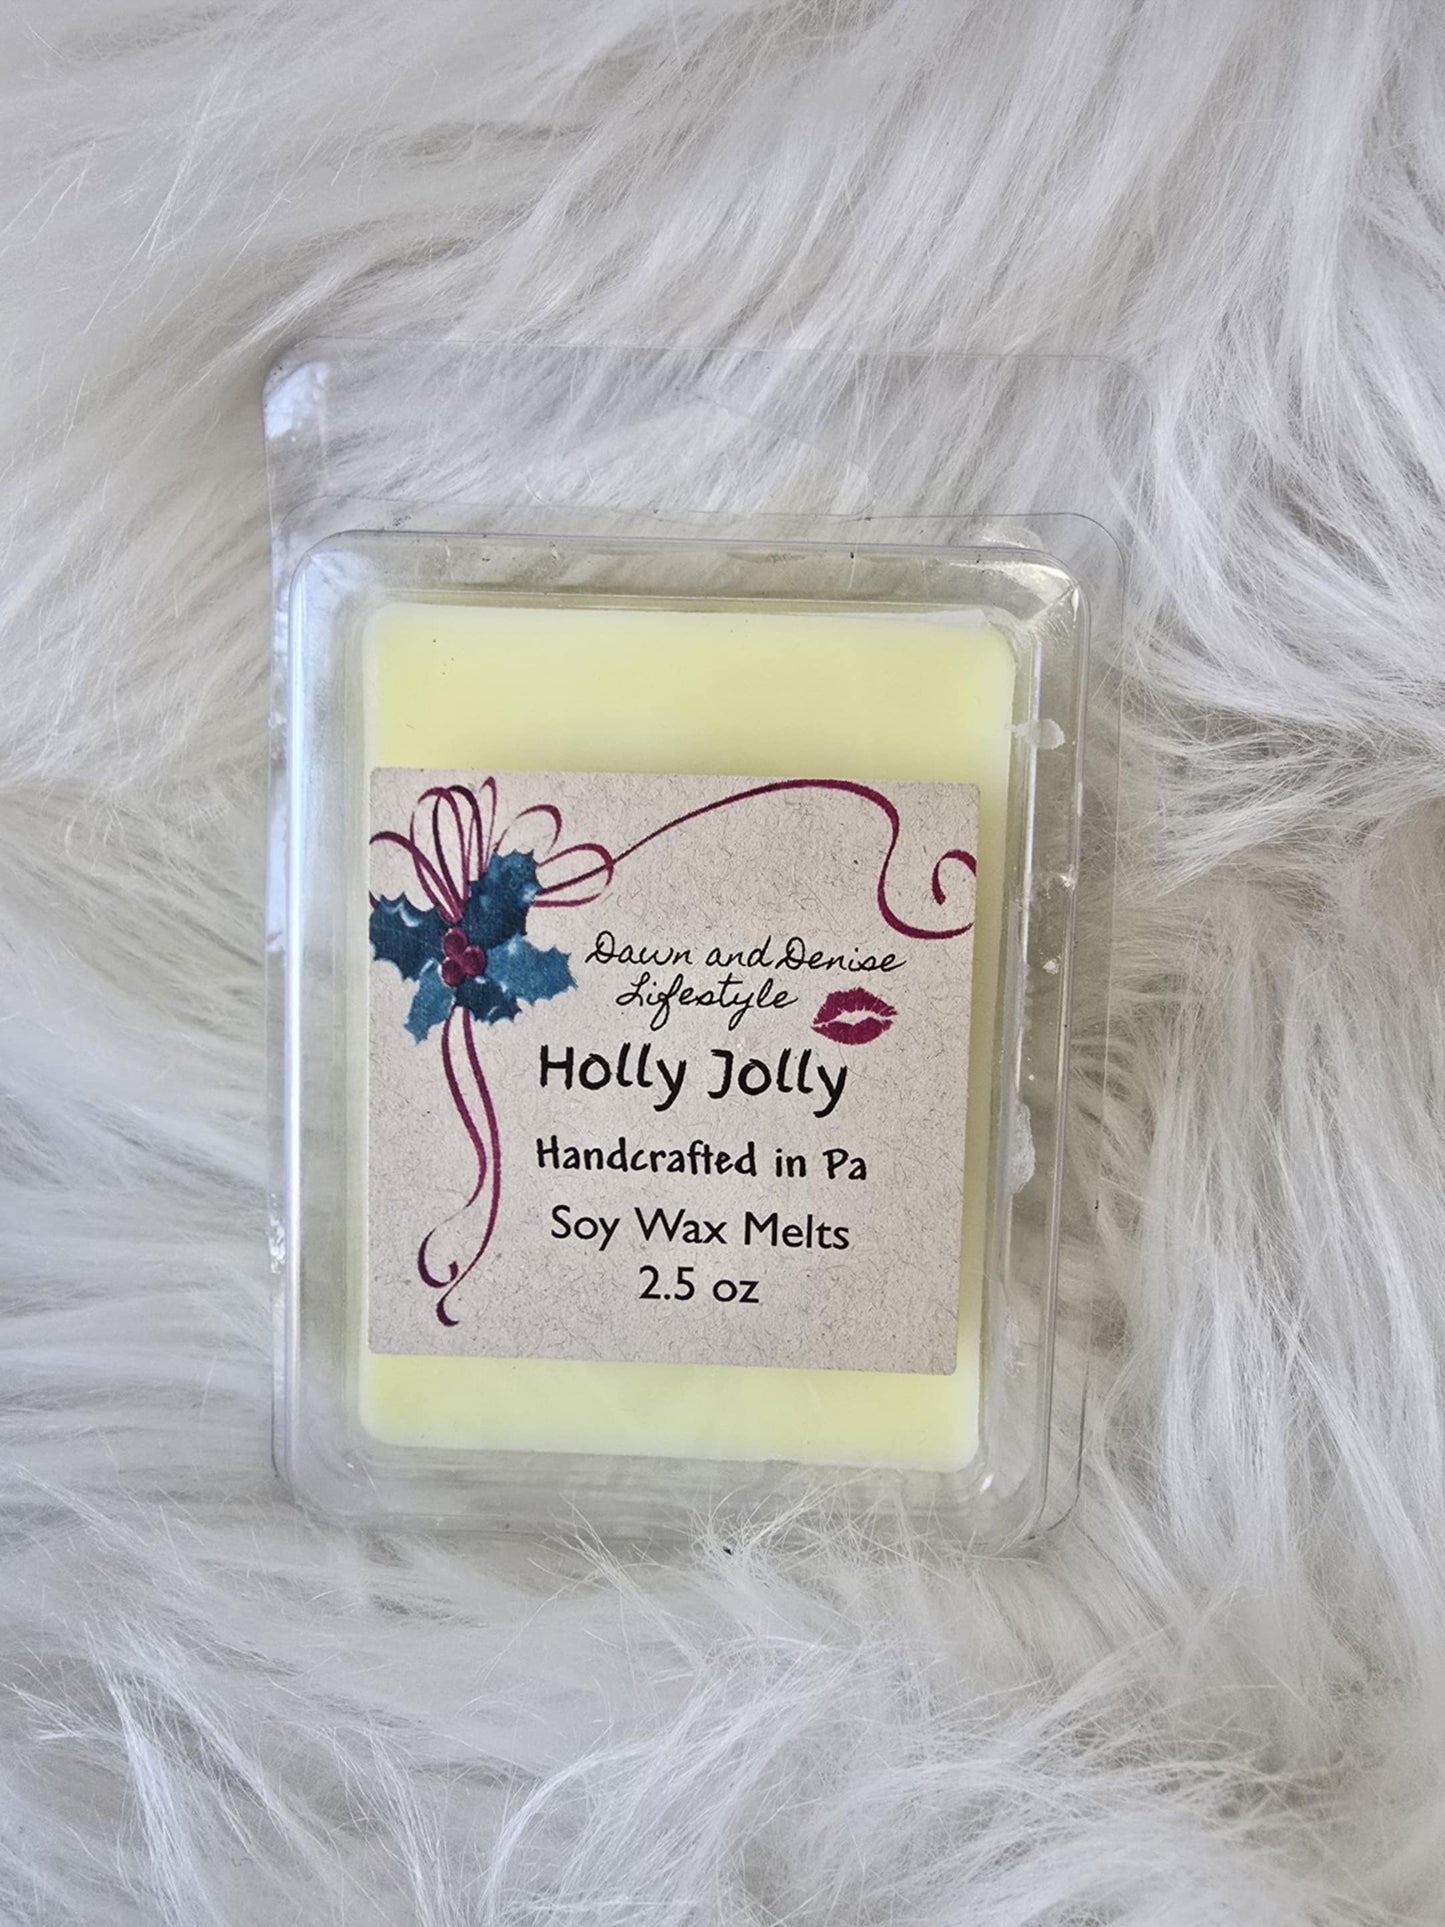 Dawn and Denise
Lifestyle
Holly Jolly
Handcrafted in Pa
Soy Wax Melts
2.5 oz